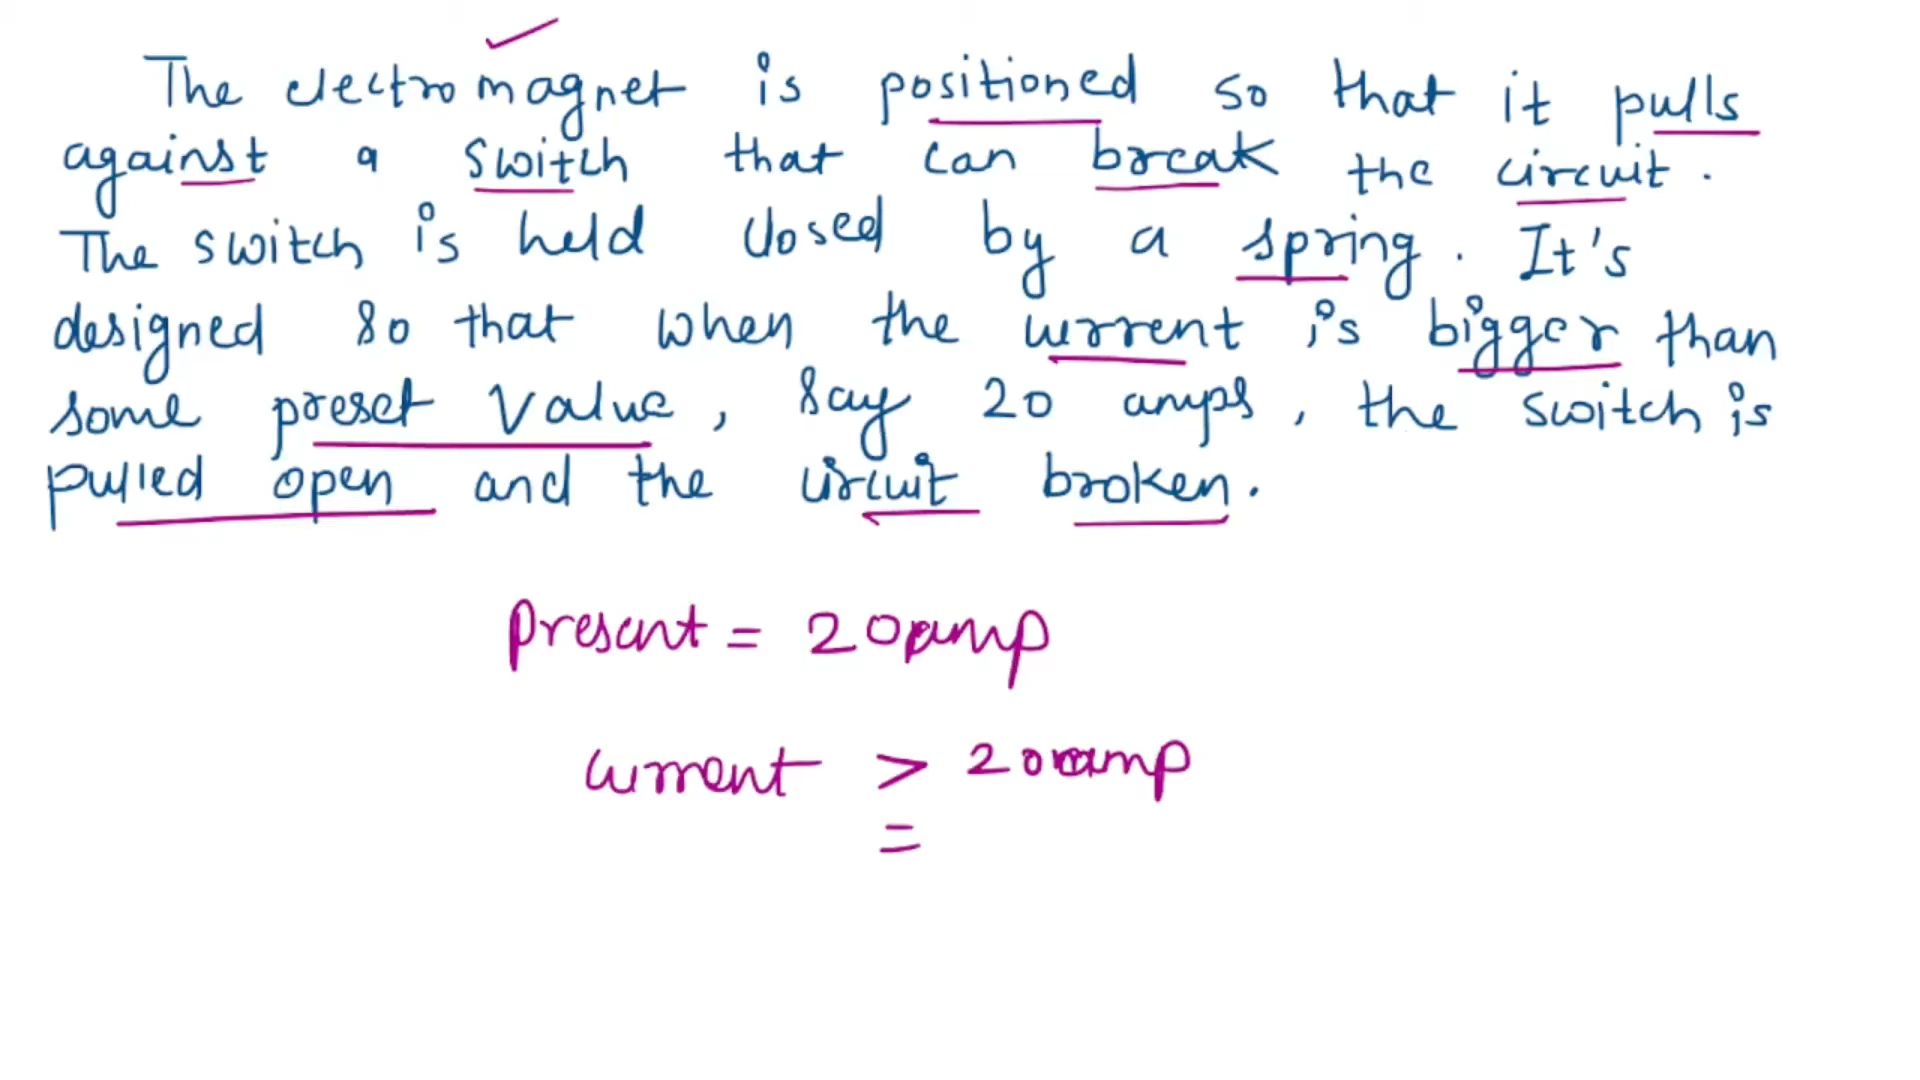 The electromagnet is positioned so that it pulls
against a switch that can break the circuit.
The switch is held closed by a spring. It's
designed so that when the current is bigger than
some preset value, say 20 amps, the switch is
pulled open and the circuit broken.
Present = 20amp
current > 20amp
=